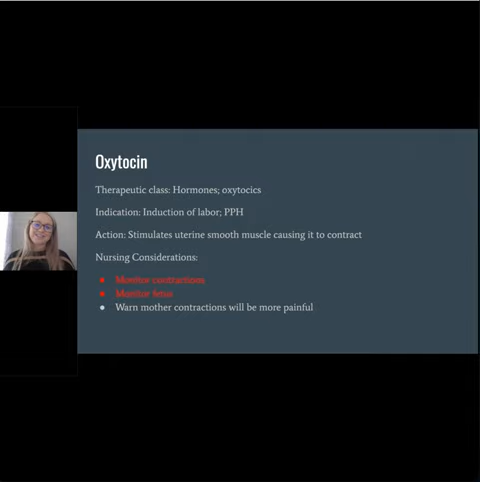 Oxytocin
Therapeutic class: Hormones; oxytocics
Indication: Induction of labor; PPH
Action: Stimulates uterine smooth muscle causing it to contract
Nursing Considerations:
● Monitor contractions
● Monitor fetus
● Warn mother contractions will be more painful